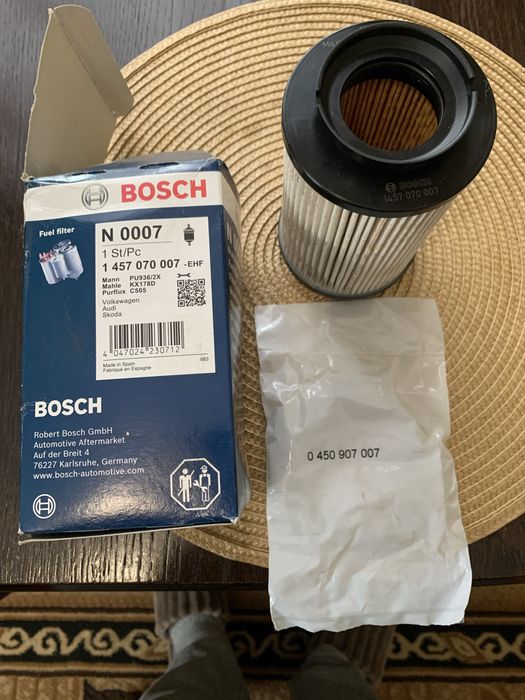 BOSCH
Fuel filter
N 0007
1 St/Pc
1 457 070 007 -EHF
Mann PU936/2X
Mahle KX178D
Purflux C505
Volkswagen
Audi
Skoda
4 047024 230712
Made in Spain
Fabriqué en Espagne
983
BOSCH
Robert Bosch GmbH
Automotive Aftermarket
Auf der Breit 4
76227 Karlsruhe, Germany
www.bosch-automotive.com
BOSCH
1457 070 007
0 450 907 007